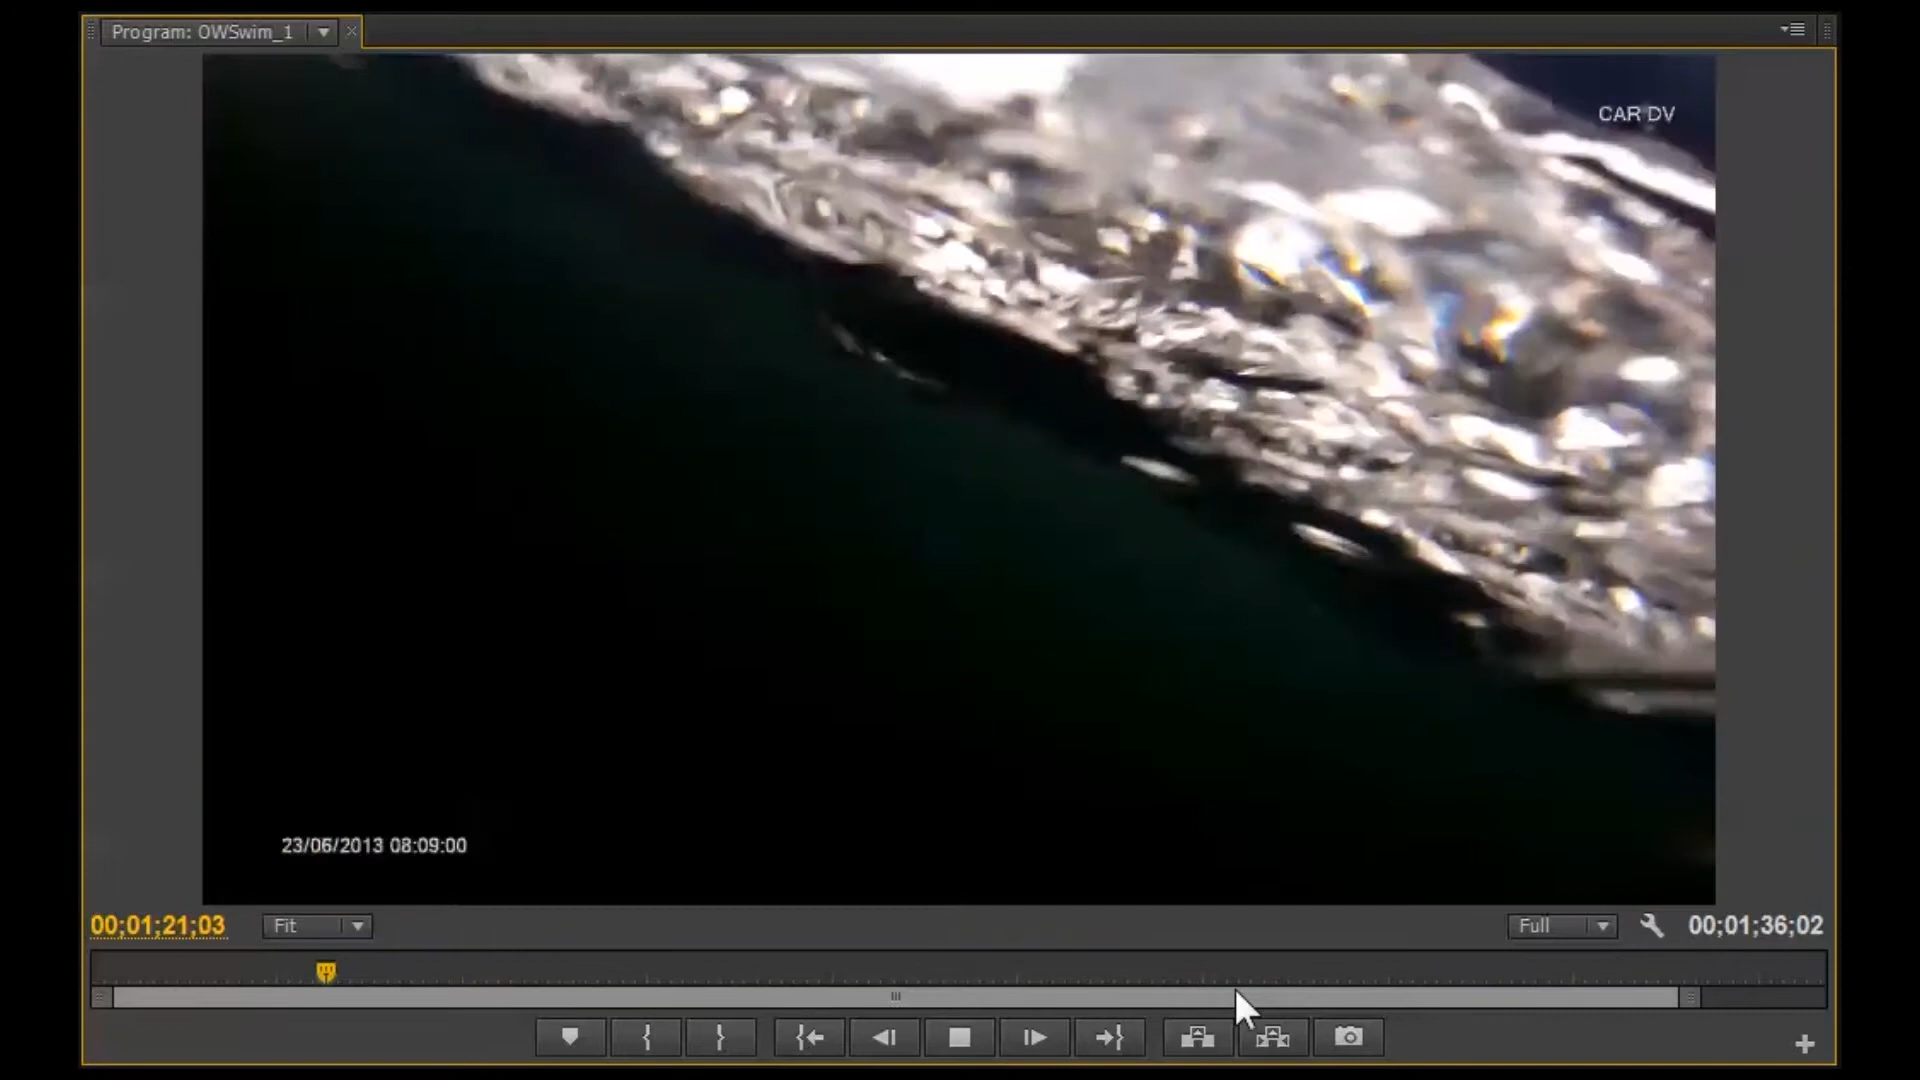 Program: OWSwim_1
CAR DV
23/06/2013 08:09:00
00;01;21;03
Fit
Full
00;01;36;02